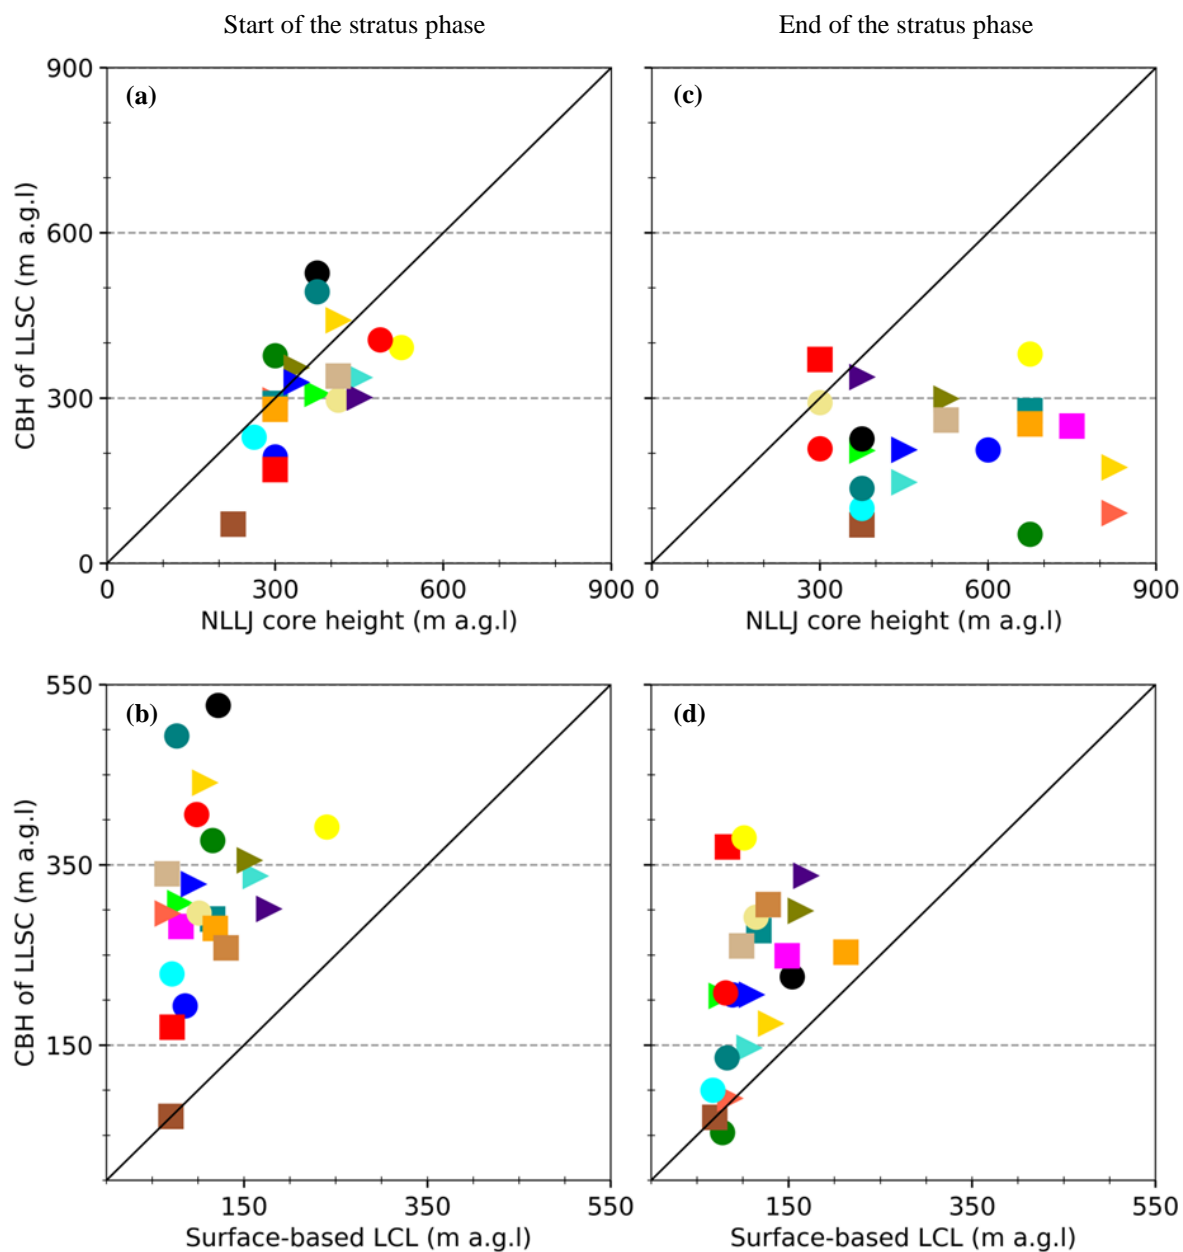 Start of the stratus phase
End of the stratus phase
900
600
300
0
CBH of LLSC (m a.g.l)
(a)
0 300 600 900
NLLJ core height (m a.g.l)
(c)
0 300 600 900
NLLJ core height (m a.g.l)
550
350
150
CBH of LLSC (m a.g.l)
(b)
150 350 550
Surface-based LCL (m a.g.l)
(d)
150 350 550
Surface-based LCL (m a.g.l)